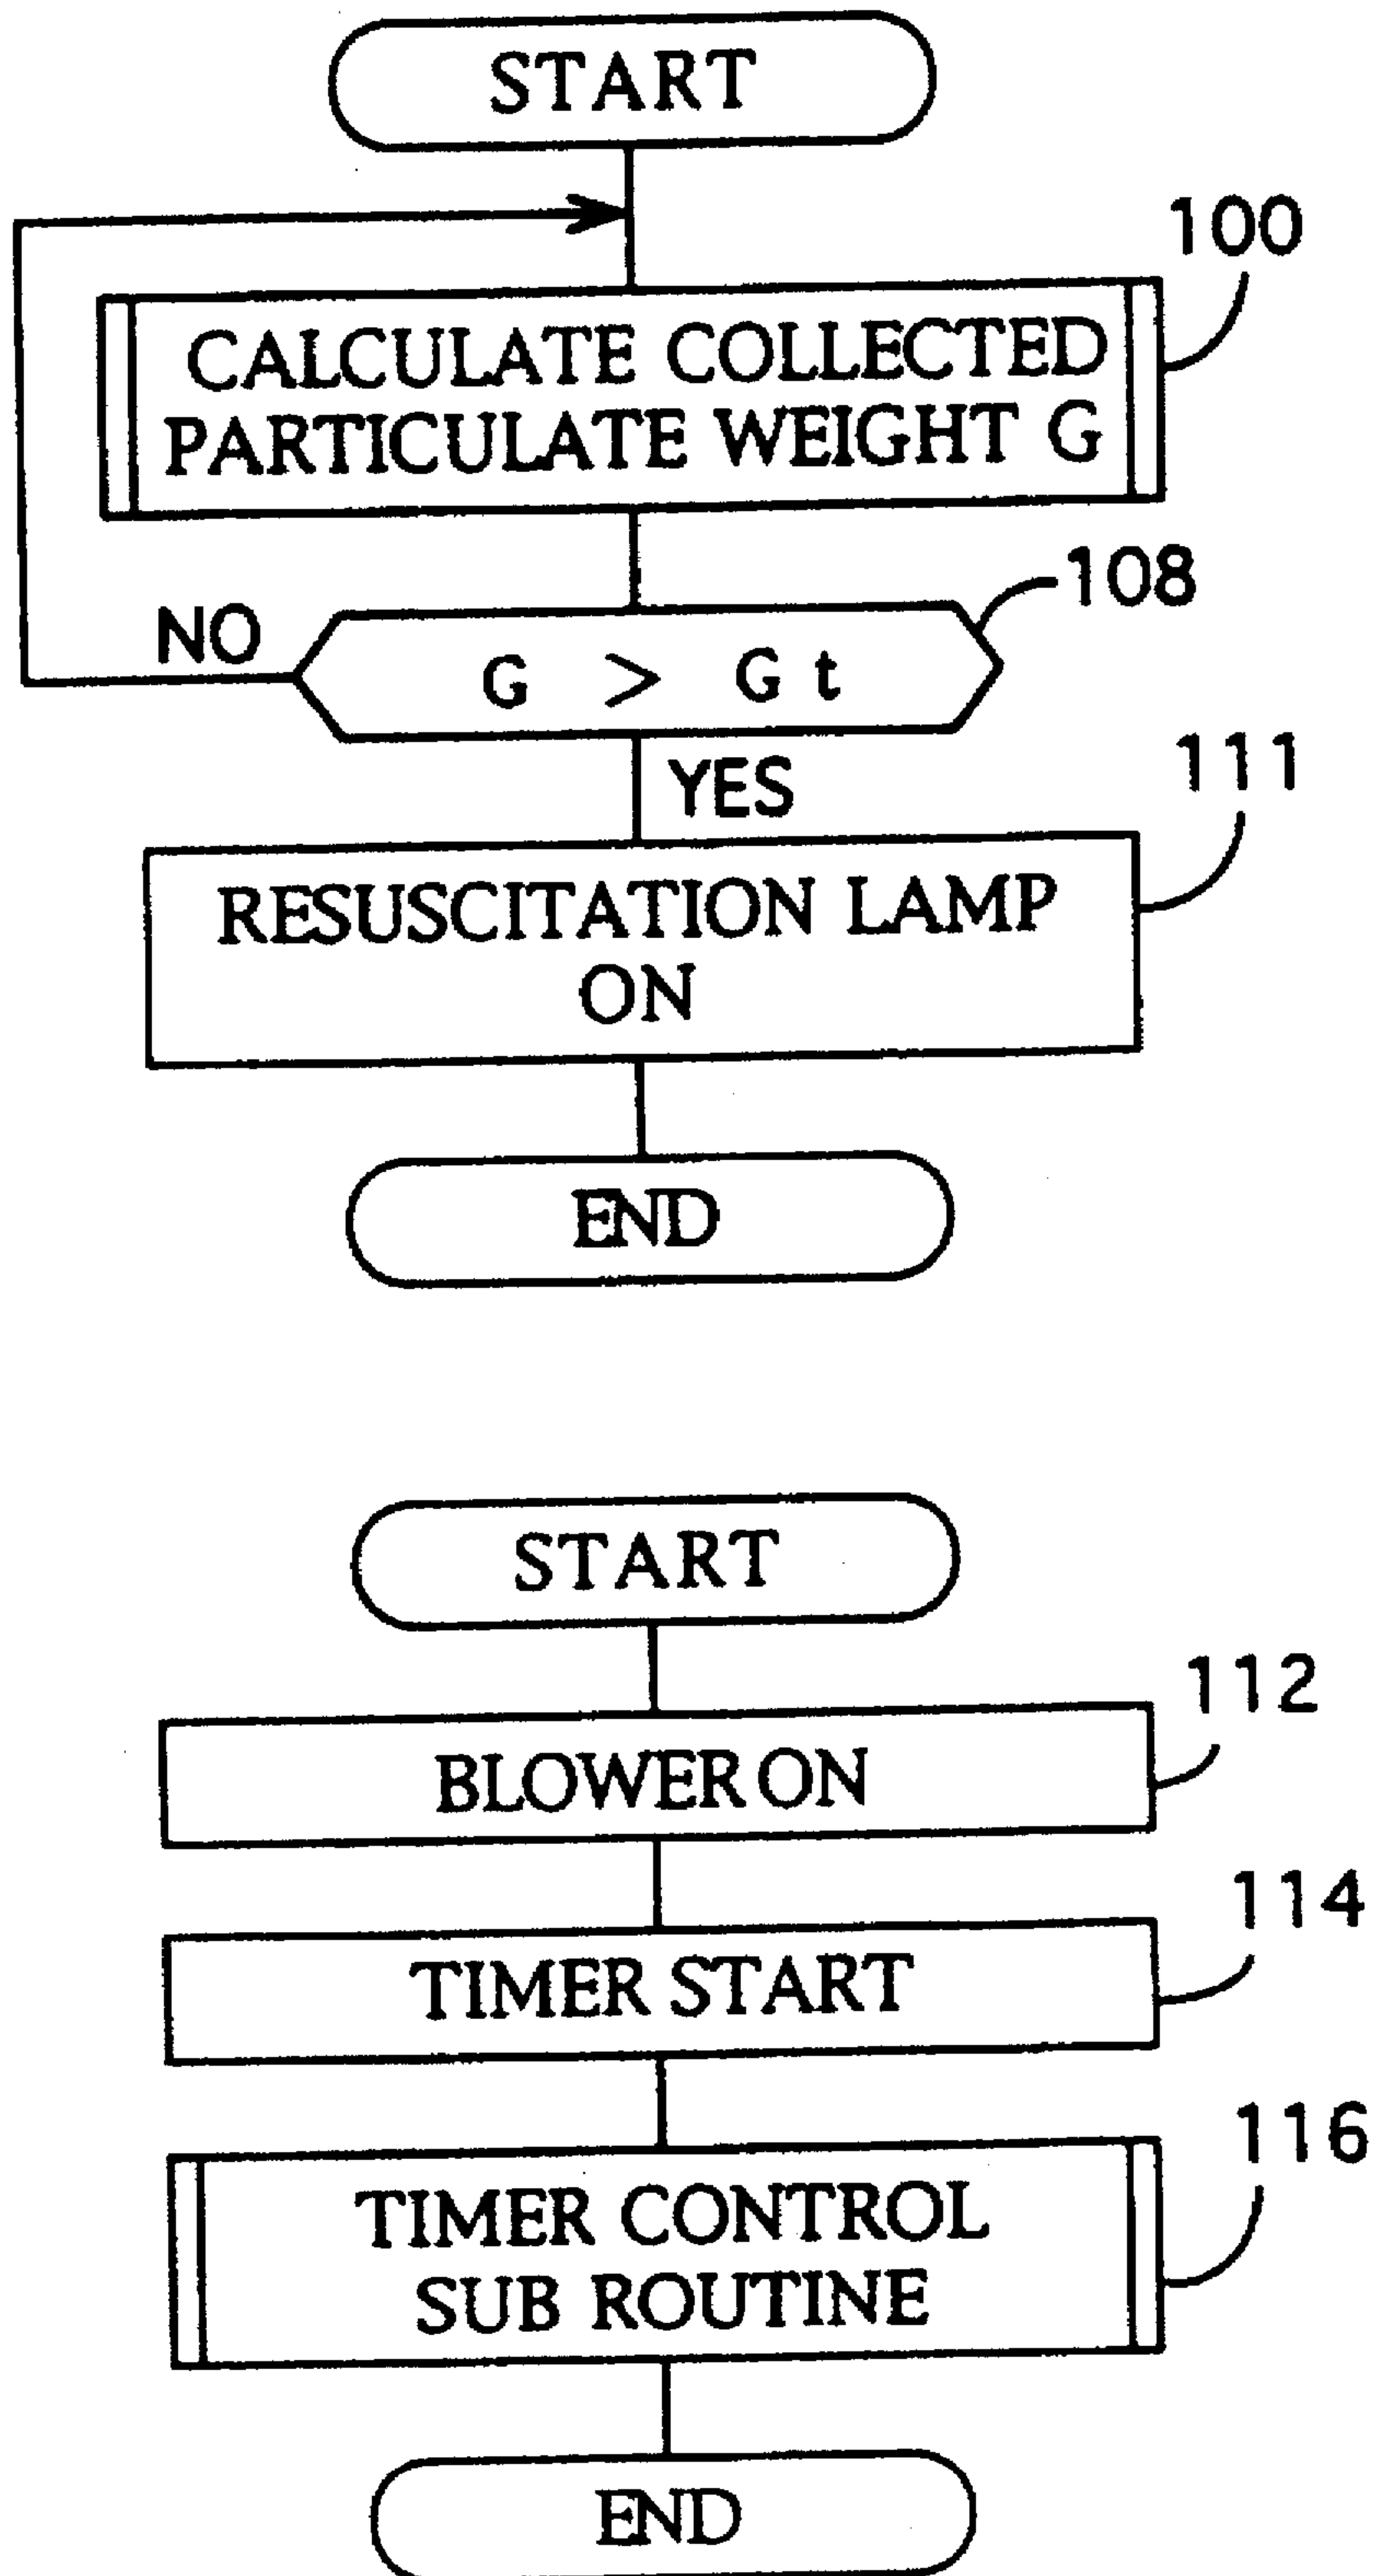 START
100
CALCULATE COLLECTED
PARTICULATE WEIGHT G
108
NO
G > G t
YES
111
RESUSCITATION LAMP
ON
END
START
112
BLOWER ON
114
TIMER START
116
TIMER CONTROL
SUB ROUTINE
END